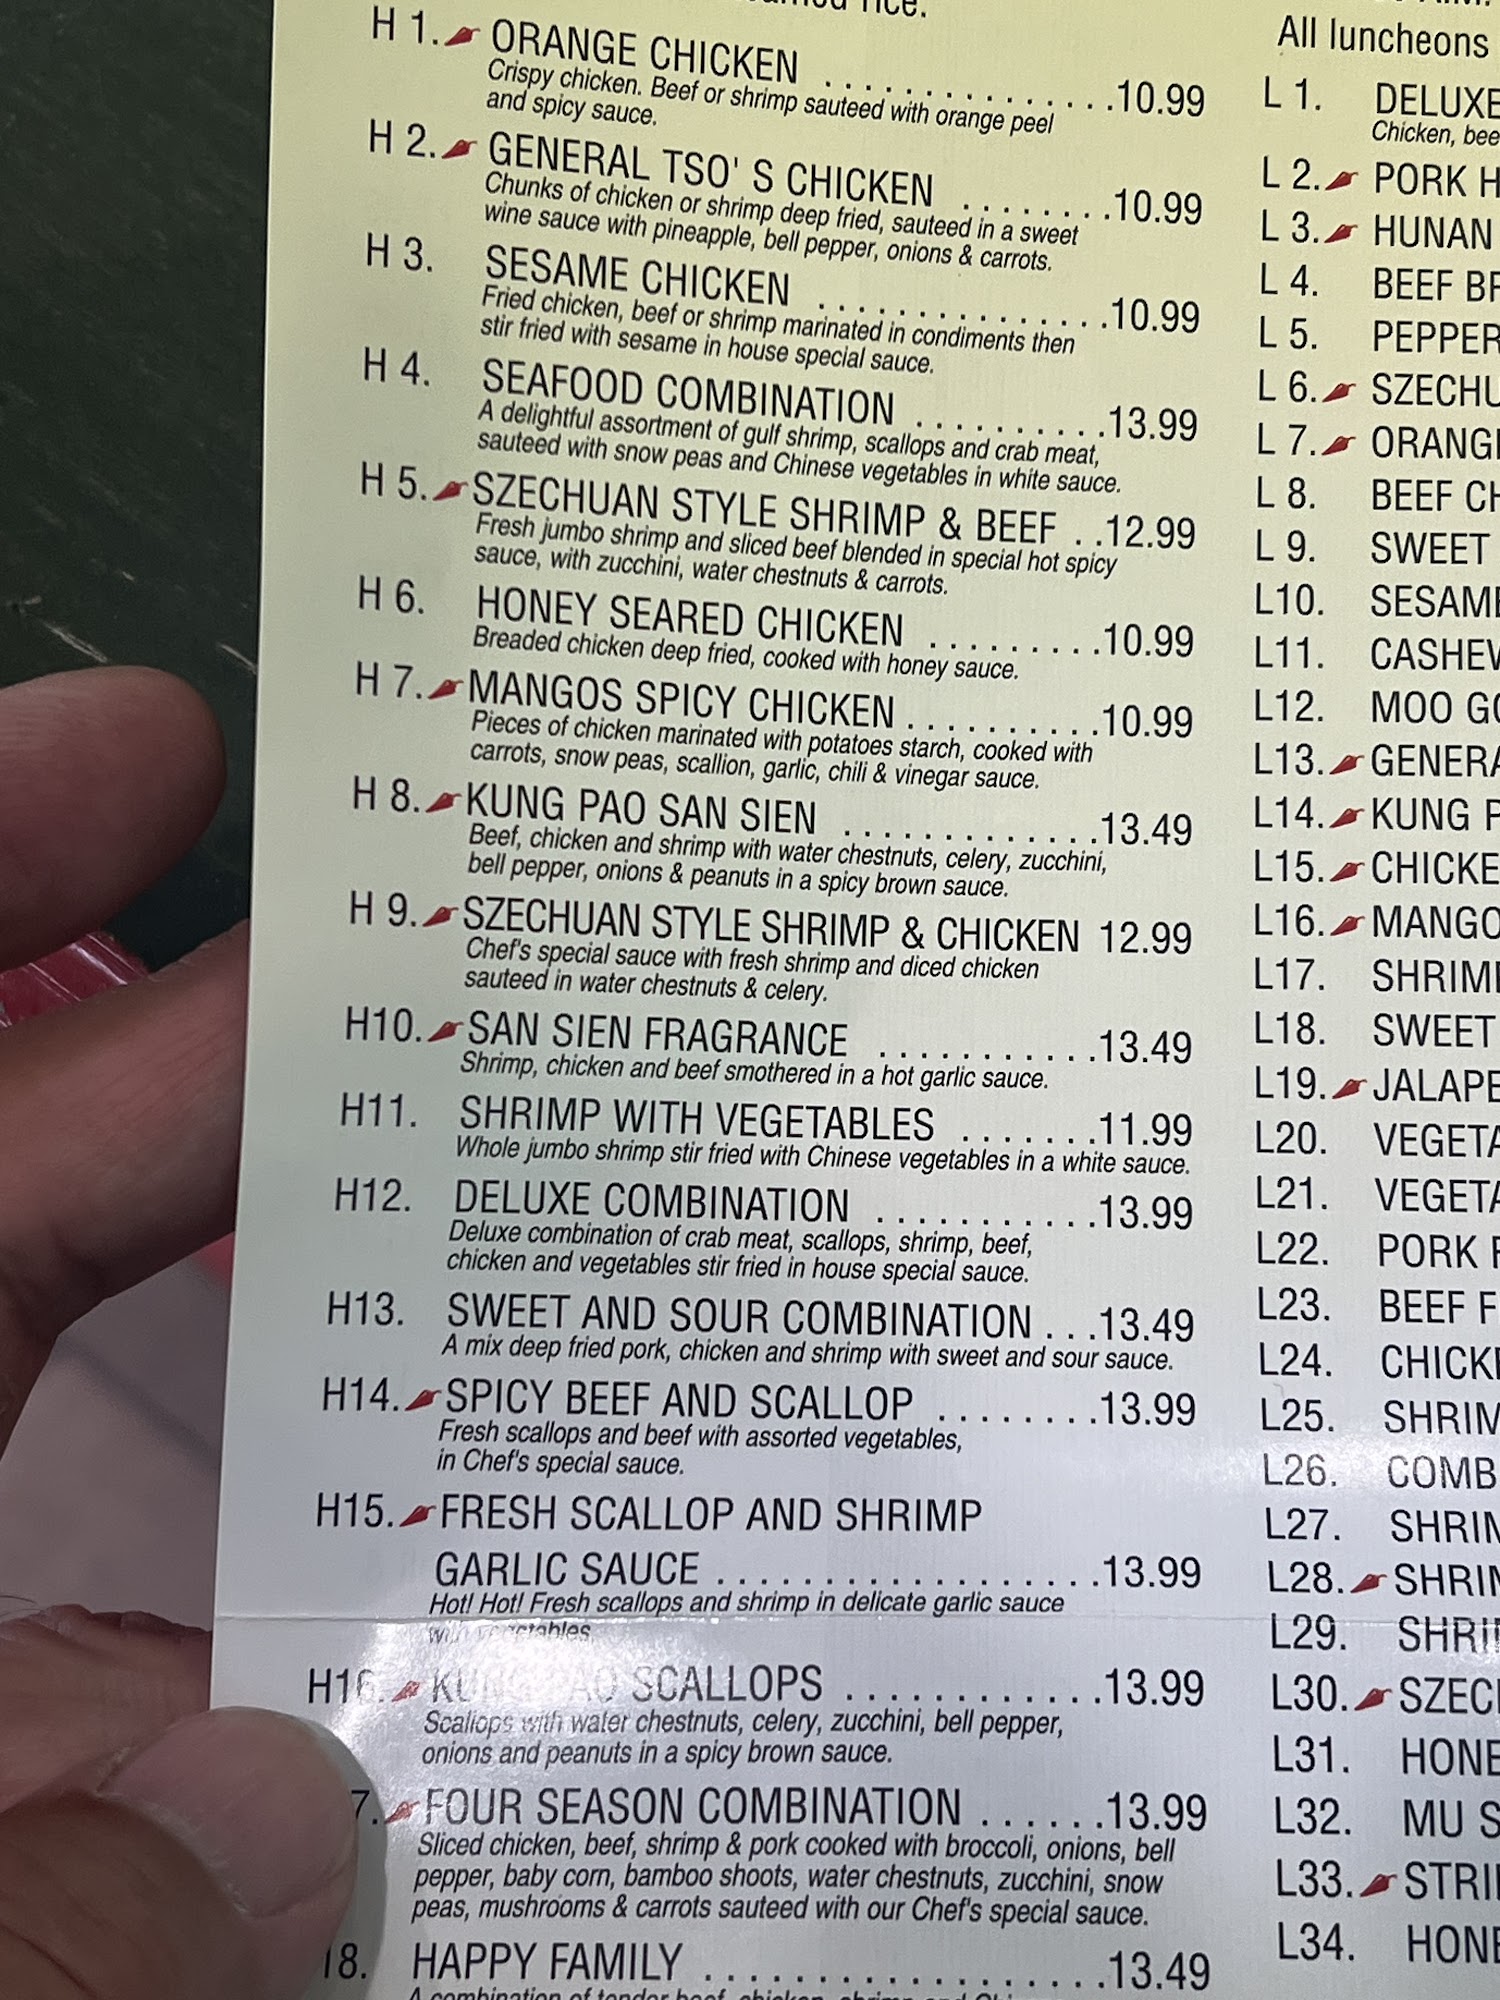 rice.
H 1. ORANGE CHICKEN ..............10.99
Crispy chicken. Beef or shrimp sauteed with orange peel
and spicy sauce.
H 2. GENERAL TSO' S CHICKEN ........10.99
Chunks of chicken or shrimp deep fried, sauteed in a sweet
wine sauce with pineapple, bell pepper, onions & carrots.
H 3. SESAME CHICKEN ..............10.99
Fried chicken, beef or shrimp marinated in condiments then
stir fried with sesame in house special sauce.
H 4. SEAFOOD COMBINATION ..........13.99
A delightful assortment of gulf shrimp, scallops and crab meat,
sauteed with snow peas and Chinese vegetables in white sauce.
H 5. SZECHUAN STYLE SHRIMP & BEEF ..12.99
Fresh jumbo shrimp and sliced beef blended in special hot spicy
sauce, with zucchini, water chestnuts & carrots.
H 6. HONEY SEARED CHICKEN .........10.99
Breaded chicken deep fried, cooked with honey sauce.
H 7. MANGOS SPICY CHICKEN ..........10.99
Pieces of chicken marinated with potatoes starch, cooked with
carrots, snow peas, scallion, garlic, chili & vinegar sauce.
H 8. KUNG PAO SAN SIEN .............13.49
Beef, chicken and shrimp with water chestnuts, celery, zucchini,
bell pepper, onions & peanuts in a spicy brown sauce.
H 9. SZECHUAN STYLE SHRIMP & CHICKEN 12.99
Chef's special sauce with fresh shrimp and diced chicken
sauteed in water chestnuts & celery.
H10. SAN SIEN FRAGRANCE ...........13.49
Shrimp, chicken and beef smothered in a hot garlic sauce.
H11. SHRIMP WITH VEGETABLES .......11.99
Whole jumbo shrimp stir fried with Chinese vegetables in a white sauce.
H12. DELUXE COMBINATION ...........13.99
Deluxe combination of crab meat, scallops, shrimp, beef,
chicken and vegetables stir fried in house special sauce.
H13. SWEET AND SOUR COMBINATION ...13.49
A mix deep fried pork, chicken and shrimp with sweet and sour sauce.
H14. SPICY BEEF AND SCALLOP ........13.99
Fresh scallops and beef with assorted vegetables,
in Chef's special sauce.
H15. FRESH SCALLOP AND SHRIMP
GARLIC SAUCE ..................13.99
Hot! Hot! Fresh scallops and shrimp in delicate garlic sauce
with vegetables.
H16. KUNG PAO SCALLOPS ............13.99
Scallops with water chestnuts, celery, zucchini, bell pepper,
onions and peanuts in a spicy brown sauce.
7. FOUR SEASON COMBINATION ......13.99
Sliced chicken, beef, shrimp & pork cooked with broccoli, onions, bell
pepper, baby corn, bamboo shoots, water chestnuts, zucchini, snow
peas, mushrooms & carrots sauteed with our Chef's special sauce.
18. HAPPY FAMILY ...................13.49
All luncheons
L 1. DELUXE
Chicken, bee
L 2. PORK H
L 3. HUNAN
L 4. BEEF BR
L 5. PEPPER
L 6. SZECHU
L 7. ORANG
L 8. BEEF CH
L 9. SWEET
L10. SESAM
L11. CASHEW
L12. MOO GO
L13. GENERA
L14. KUNG P
L15. CHICKE
L16. MANGO
L17. SHRIM
L18. SWEET
L19. JALAPE
L20. VEGETA
L21. VEGETA
L22. PORK F
L23. BEEF F
L24. CHICK
L25. SHRIM
L26. COMB
L27. SHRIM
L28. SHRIM
L29. SHRI
L30. SZEC
L31. HONE
L32. MU S
L33. STRI
L34. HONE